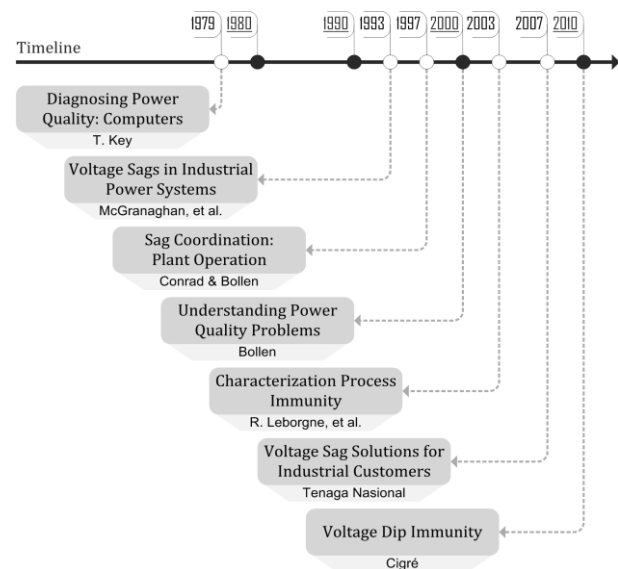 1979 1980 1990 1993 1997 2000 2003 2007 2010
Timeline
Diagnosing Power
Quality: Computers
T. Key
Voltage Sags in Industrial
Power Systems
McGranaghan, et al.
Sag Coordination:
Plant Operation
Conrad & Bollen
Understanding Power
Quality Problems
Bollen
Characterization Process
Immunity
R. Leborgne, et al.
Voltage Sag Solutions for
Industrial Customers
Tenaga Nasional
Voltage Dip Immunity
Cigré